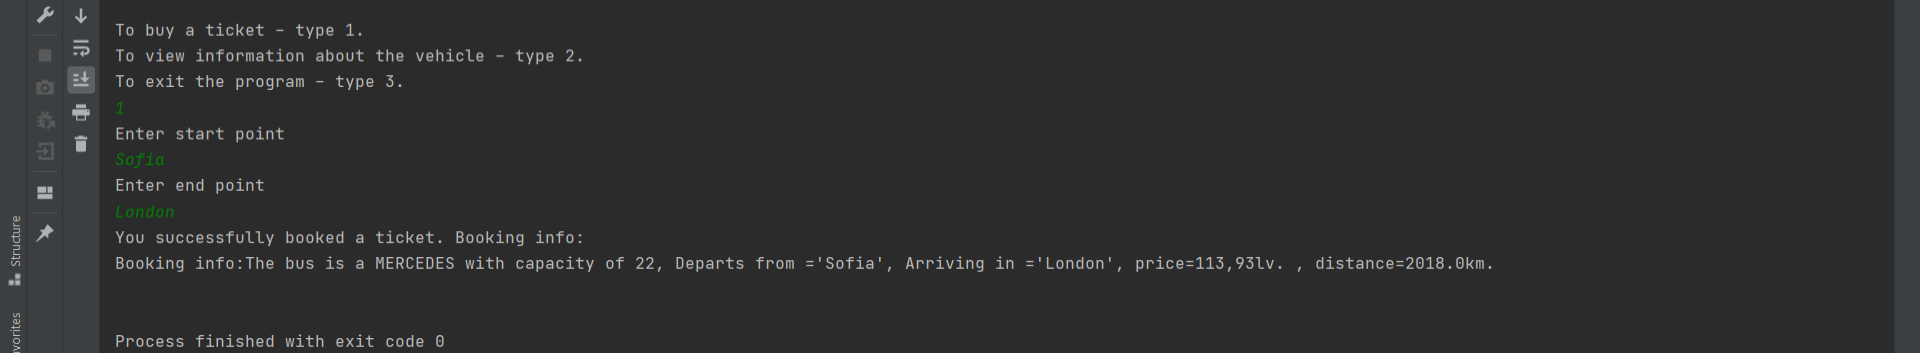 To buy a ticket – type 1.
To view information about the vehicle – type 2.
To exit the program – type 3.
1
Enter start point
Sofia
Enter end point
London
You successfully booked a ticket. Booking info:
Booking info:The bus is a MERCEDES with capacity of 22, Departs from ='Sofia', Arriving in ='London', price=113,93lv. , distance=2018.0km.
Process finished with exit code 0
Structure
vorites